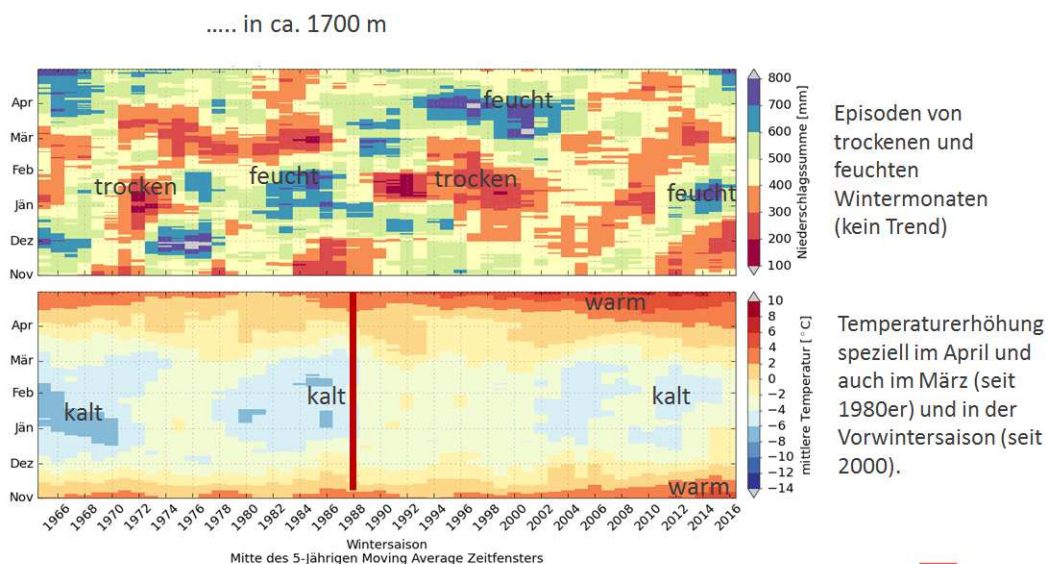 ..... in ca. 1700 m
Apr
Mär
Feb
Jän
Dez
Nov
feucht
feucht
trocken
trocken
feucht
800
700
600
500
400
300
200
100
Niederschlagssumme [mm]
Episoden von
trockenen und
feuchten
Wintermonaten
(kein Trend)
Apr
Mär
Feb
Jän
Dez
Nov
warm
kalt
kalt
kalt
warm
10
8
6
4
2
0
−2
−4
−6
−8
−10
−12
−14
mittlere Temperatur [°C]
Temperaturerhöhung
speziell im April und
auch im März (seit
1980er) und in der
Vorwintersaison (seit
2000).
1966 1968 1970 1972 1974 1976 1978 1980 1982 1984 1986 1988 1990 1992 1994 1996 1998 2000 2002 2004 2006 2008 2010 2012 2014 2016
Wintersaison
Mitte des 5-Jährigen Moving Average Zeitfensters